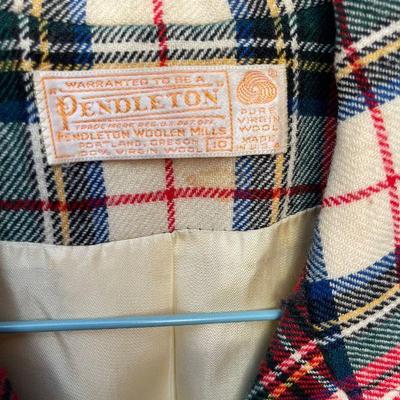 WARRANTED TO BE A
PENDLETON
TRADE MARK REG. U.S. PAT. OFF.
PENDLETON WOOLEN MILLS
PORTLAND, OREGON
VIRGIN WOOL 10
PURE
VIRGIN
WOOL
MADE